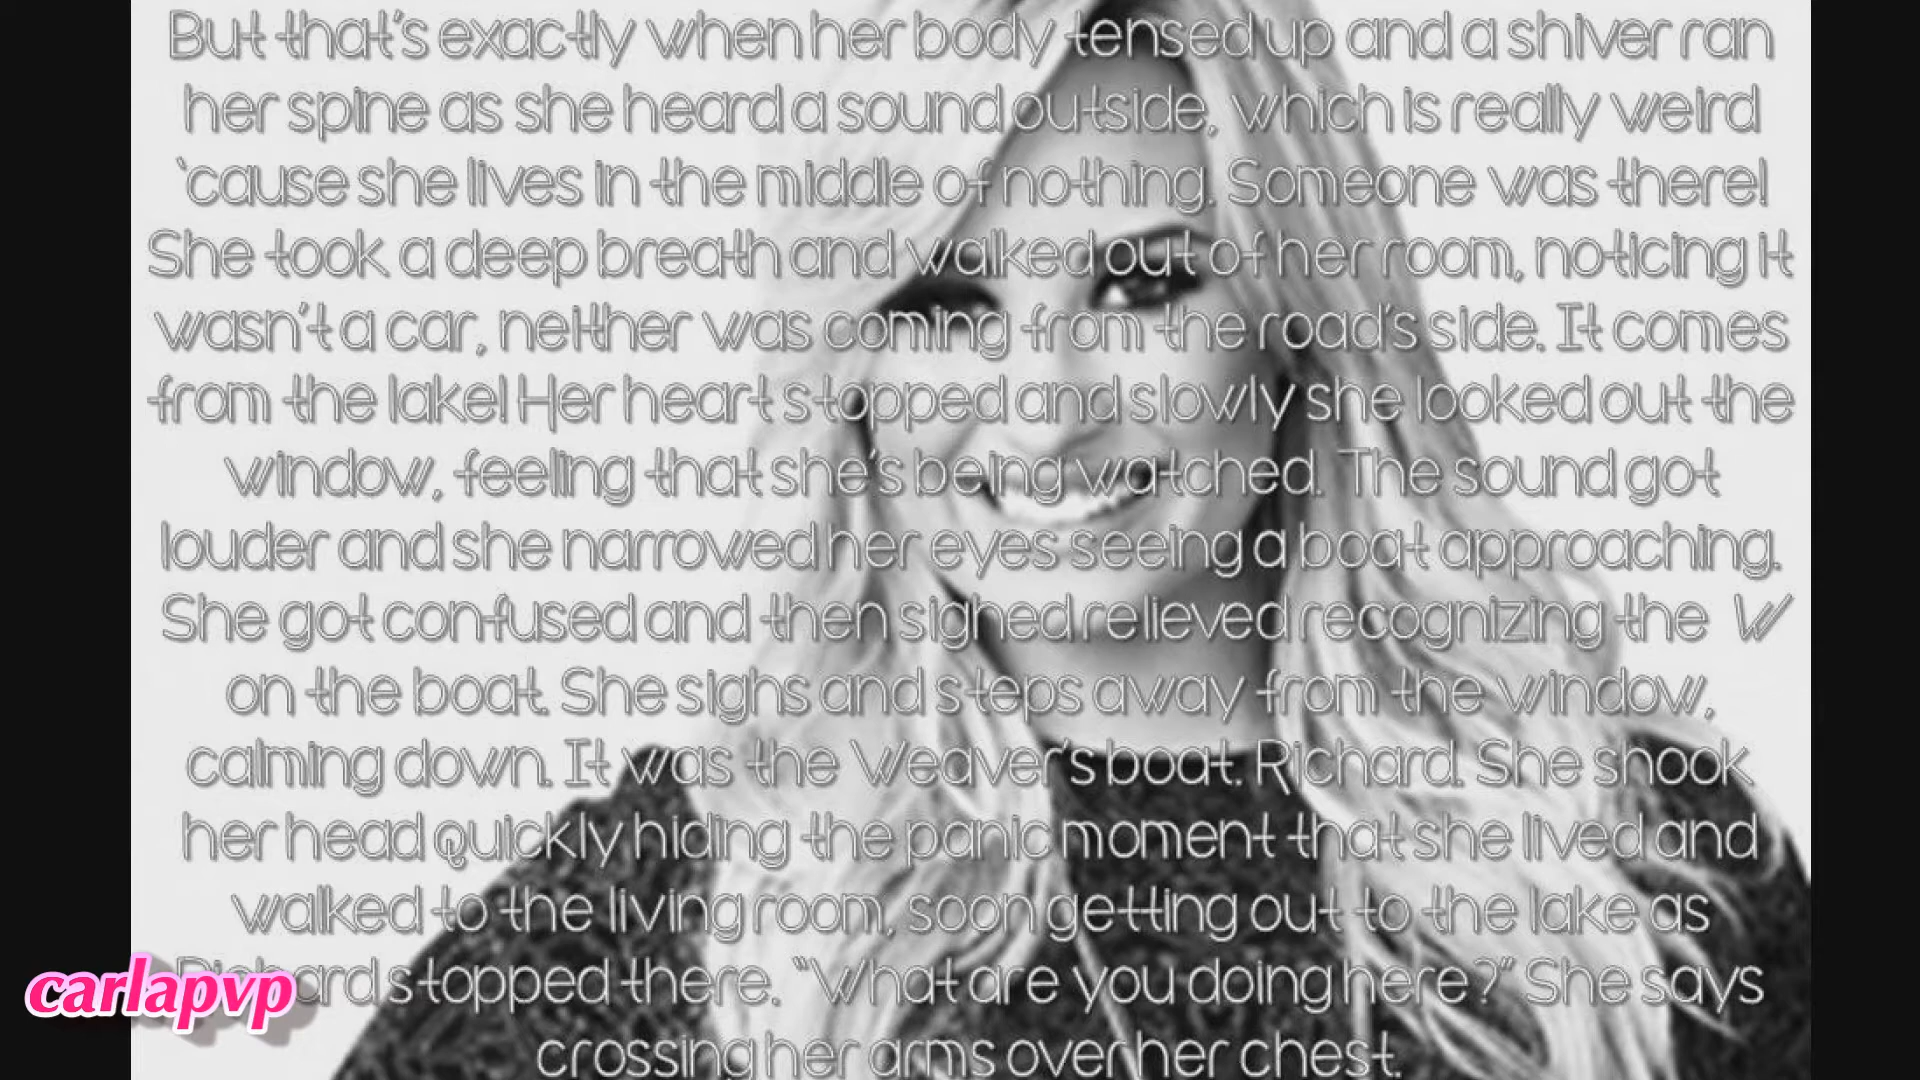 But that's exactly when her body tensed up and a shiver ran
her spine as she heard a sound outside, which is really weird
'cause she lives in the middle of nothing. Someone was there!
She took a deep breath and walked out of her room, noticing it
wasn't a car, neither was coming from the road's side. It comes
from the lake! Her heart stopped and slowly she looked out the
window, feeling that she's being watched. The sound got
louder and she narrowed her eyes seeing a boat approaching.
She got confused and then sighed relieved recognizing the W
on the boat. She sighs and steps away from the window,
calming down. It was the Weaver's boat. Richard. She shook
her head quickly hiding the panic moment that she lived and
walked to the living room, soon getting out to the lake as
Richard stopped there. "What are you doing here?" She says
crossing her arms over her chest.
carlapvp